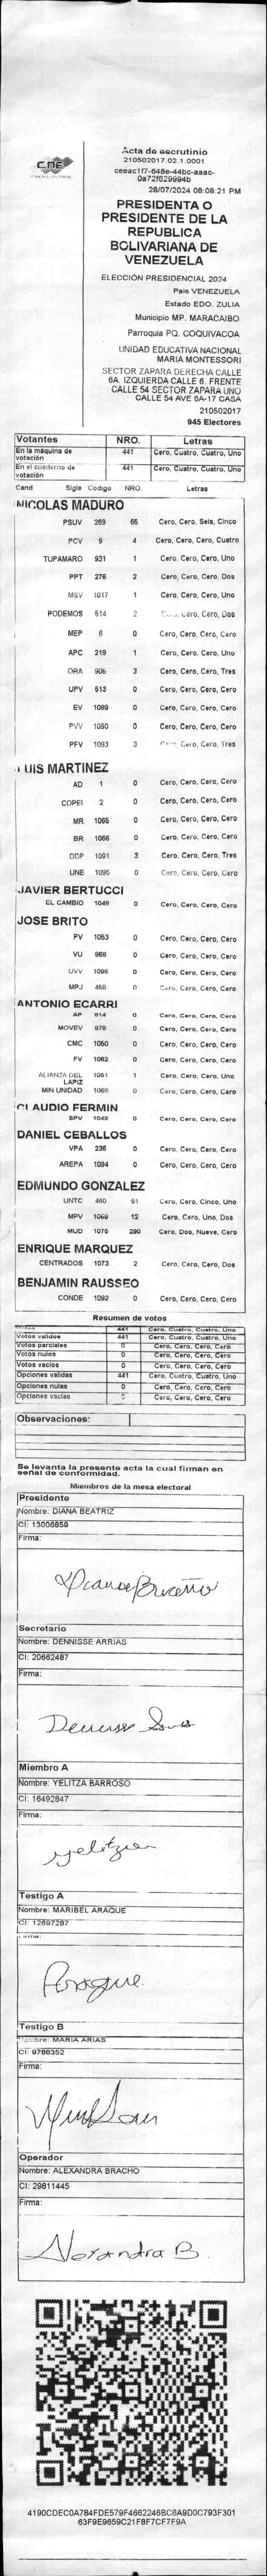 CNE
Acta de escrutinio
210502017.02.1.0001
ceeac1f7-648e-44bc-aaac-
0a72f629994b
28/07/2024 08:08:21 PM
PRESIDENTA O
PRESIDENTE DE LA
REPUBLICA
BOLIVARIANA DE
VENEZUELA
ELECCIÓN PRESIDENCIAL 2024
Pais VENEZUELA
Estado EDO. ZULIA
Municipio MP. MARACAIBO
Parroquia PQ. COQUIVACOA
UNIDAD EDUCATIVA NACIONAL
MARIA MONTESSORI
SECTOR ZAPARA DERECHA CALLE
6A. IZQUIERDA CALLE 6. FRENTE
CALLE 54 SECTOR ZAPARA UNO
CALLE 54 AVE 6A-17 CASA
210502017
945 Electores
Votantes NRO. Letras
En la máquina de votación 441 Cero, Cuatro, Cuatro, Uno
En el cuaderno de votación 441 Cero, Cuatro, Cuatro, Uno
Cand. Sigla Codigo NRO. Letras
NICOLAS MADURO
PSUV 269 65 Cero, Cero, Seis, Cinco
PCV 9 4 Cero, Cero, Cero, Cuatro
TUPAMARO 931 1 Cero, Cero, Cero, Uno
PPT 276 2 Cero, Cero, Cero, Dos
MSV 1017 1 Cero, Cero, Cero, Uno
PODEMOS 514 2 Cero, Cero, Dos
MEP 6 0 Cero, Cero, Cero, Cero
APC 219 1 Cero, Cero, Cero, Uno
ORA 906 3 Cero, Cero, Cero, Tres
UPV 513 0 Cero, Cero, Cero, Cero
EV 1089 0 Cero, Cero, Cero, Cero
PVV 1090 0 Cero, Cero, Cero, Cero
PFV 1093 3 Cero, Cero, Tres
LUIS MARTINEZ
AD 1 0 Cero, Cero, Cero, Cero
COPEI 2 0 Cero, Cero, Cero, Cero
MR 1065 0 Cero, Cero, Cero, Cero
BR 1066 0 Cero, Cero, Cero, Cero
DDP 1091 3 Cero, Cero, Cero, Tres
UNE 1095 0 Cero, Cero, Cero, Cero
JAVIER BERTUCCI
EL CAMBIO 1048 0 Cero, Cero, Cero, Cero
JOSE BRITO
PV 1053 0 Cero, Cero, Cero, Cero
VU 868 0 Cero, Cero, Cero, Cero
UVV 1096 0 Cero, Cero, Cero, Cero
MPJ 459 0 Cero, Cero, Cero, Cero
ANTONIO ECARRI
AP 914 0 Cero, Cero, Cero, Cero
MOVEV 978 0 Cero, Cero, Cero, Cero
CMC 1050 0 Cero, Cero, Cero, Cero
FV 1062 0 Cero, Cero, Cero, Cero
ALIANZA DEL LAPIZ 1051 1 Cero, Cero, Cero, Uno
MIN UNIDAD 1068 0 Cero, Cero, Cero, Cero
CLAUDIO FERMIN
SPV 1049 0 Cero, Cero, Cero, Cero
DANIEL CEBALLOS
VPA 236 0 Cero, Cero, Cero, Cero
AREPA 1094 0 Cero, Cero, Cero, Cero
EDMUNDO GONZALEZ
UNTC 460 51 Cero, Cero, Cinco, Uno
MPV 1069 12 Cero, Cero, Uno, Dos
MUD 1075 290 Cero, Dos, Nueve, Cero
ENRIQUE MARQUEZ
CENTRADOS 1073 2 Cero, Cero, Cero, Dos
BENJAMIN RAUSSEO
CONDE 1092 0 Cero, Cero, Cero, Cero
Resumen de votos
Votos 441 Cero, Cuatro, Cuatro, Uno
Votos validos 441 Cero, Cuatro, Cuatro, Uno
Votos parciales 0 Cero, Cero, Cero, Cero
Votos nulos 0 Cero, Cero, Cero, Cero
Votos vacios 0 Cero, Cero, Cero, Cero
Opciones validas 441 Cero, Cuatro, Cuatro, Uno
Opciones nulas 0 Cero, Cero, Cero, Cero
Opciones vacias 0 Cero, Cero, Cero, Cero
Observaciones:
Se levanta la presente acta la cual firman en
señal de conformidad.
Miembros de la mesa electoral
Presidente
Nombre: DIANA BEATRIZ
CI: 13006859
Firma:
Diana Briceño
Secretario
Nombre: DENNISSE ARRIAS
CI: 20662487
Firma:
Miembro A
Nombre: YELITZA BARROSO
CI: 16492847
Firma:
Yelitza
Testigo A
Nombre: MARIBEL ARAQUE
CI: 12697287
Firma:
Araque
Testigo B
Nombre: MARIA ARIAS
CI: 9788352
Firma:
Operador
Nombre: ALEXANDRA BRACHO
CI: 29811445
Firma:
Alexandra B.
4190CDEC0A784FDE579F4662246BC8A9D0C793F301
63F9E9659C21F8F7CF7F9A